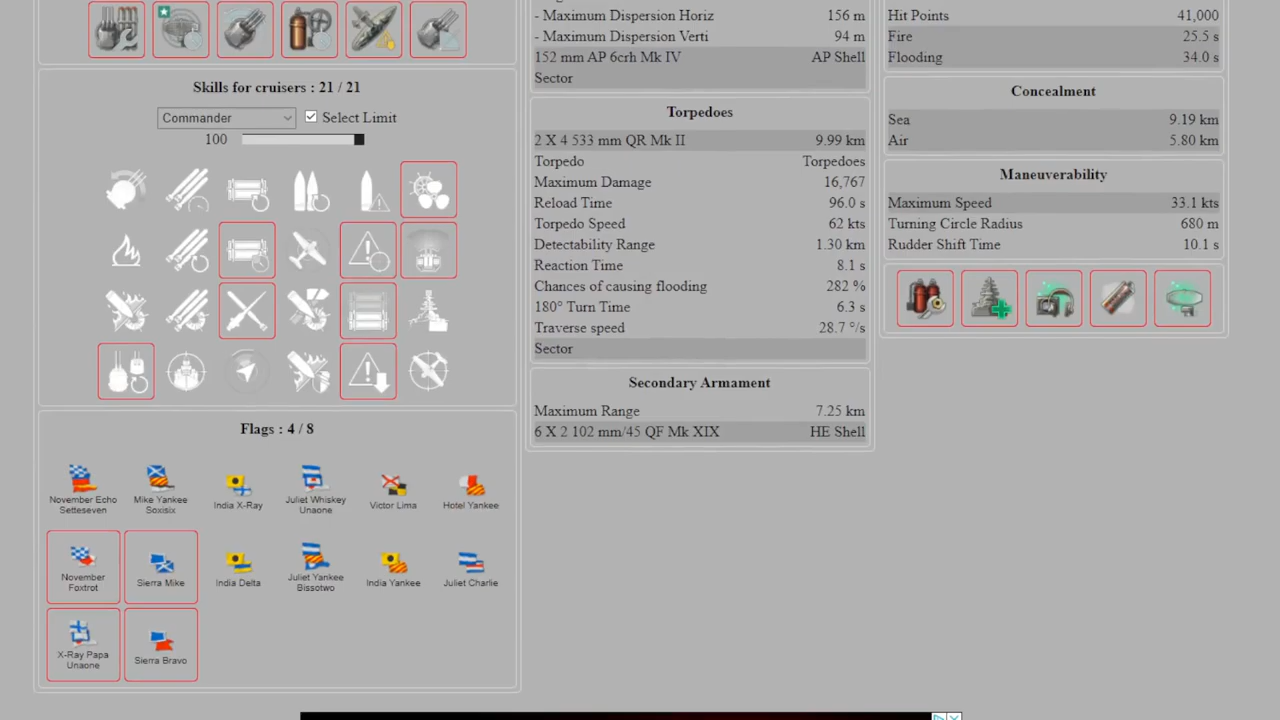 Skills for cruisers : 21 / 21
Commander
Select Limit
100
Flags : 4 / 8
November Echo
Setteseven
Mike Yankee
Soxisix
India X-Ray
Juliet Whiskey
Unaone
Victor Lima
Hotel Yankee
November
Foxtrot
Sierra Mike
India Delta
Juliet Yankee
Bissotwo
India Yankee
Juliet Charlie
X-Ray Papa
Unaone
Sierra Bravo
- Maximum Dispersion Horiz 156 m
- Maximum Dispersion Verti 94 m
152 mm AP 6crh Mk IV AP Shell
Sector
Torpedoes
2 X 4 533 mm QR Mk II 9.99 km
Torpedo Torpedoes
Maximum Damage 16,767
Reload Time 96.0 s
Torpedo Speed 62 kts
Detectability Range 1.30 km
Reaction Time 8.1 s
Chances of causing flooding 282 %
180° Turn Time 6.3 s
Traverse speed 28.7 °/s
Sector
Secondary Armament
Maximum Range 7.25 km
6 X 2 102 mm/45 QF Mk XIX HE Shell
Hit Points 41,000
Fire 25.5 s
Flooding 34.0 s
Concealment
Sea 9.19 km
Air 5.80 km
Maneuverability
Maximum Speed 33.1 kts
Turning Circle Radius 680 m
Rudder Shift Time 10.1 s